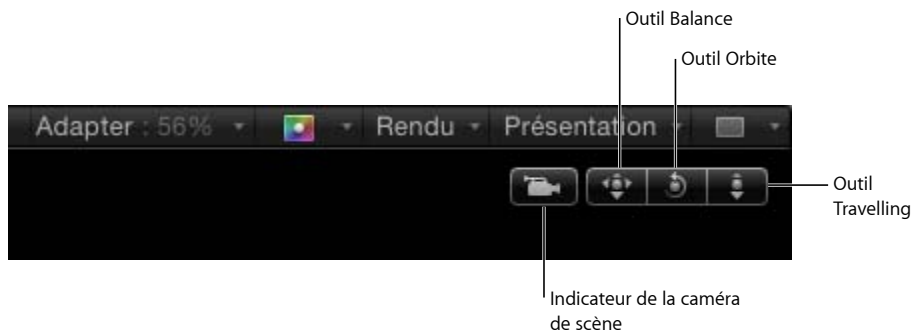 Outil Balance
Outil Orbite
Adapter : 56% Rendu Présentation
Outil
Travelling
Indicateur de la caméra
de scène